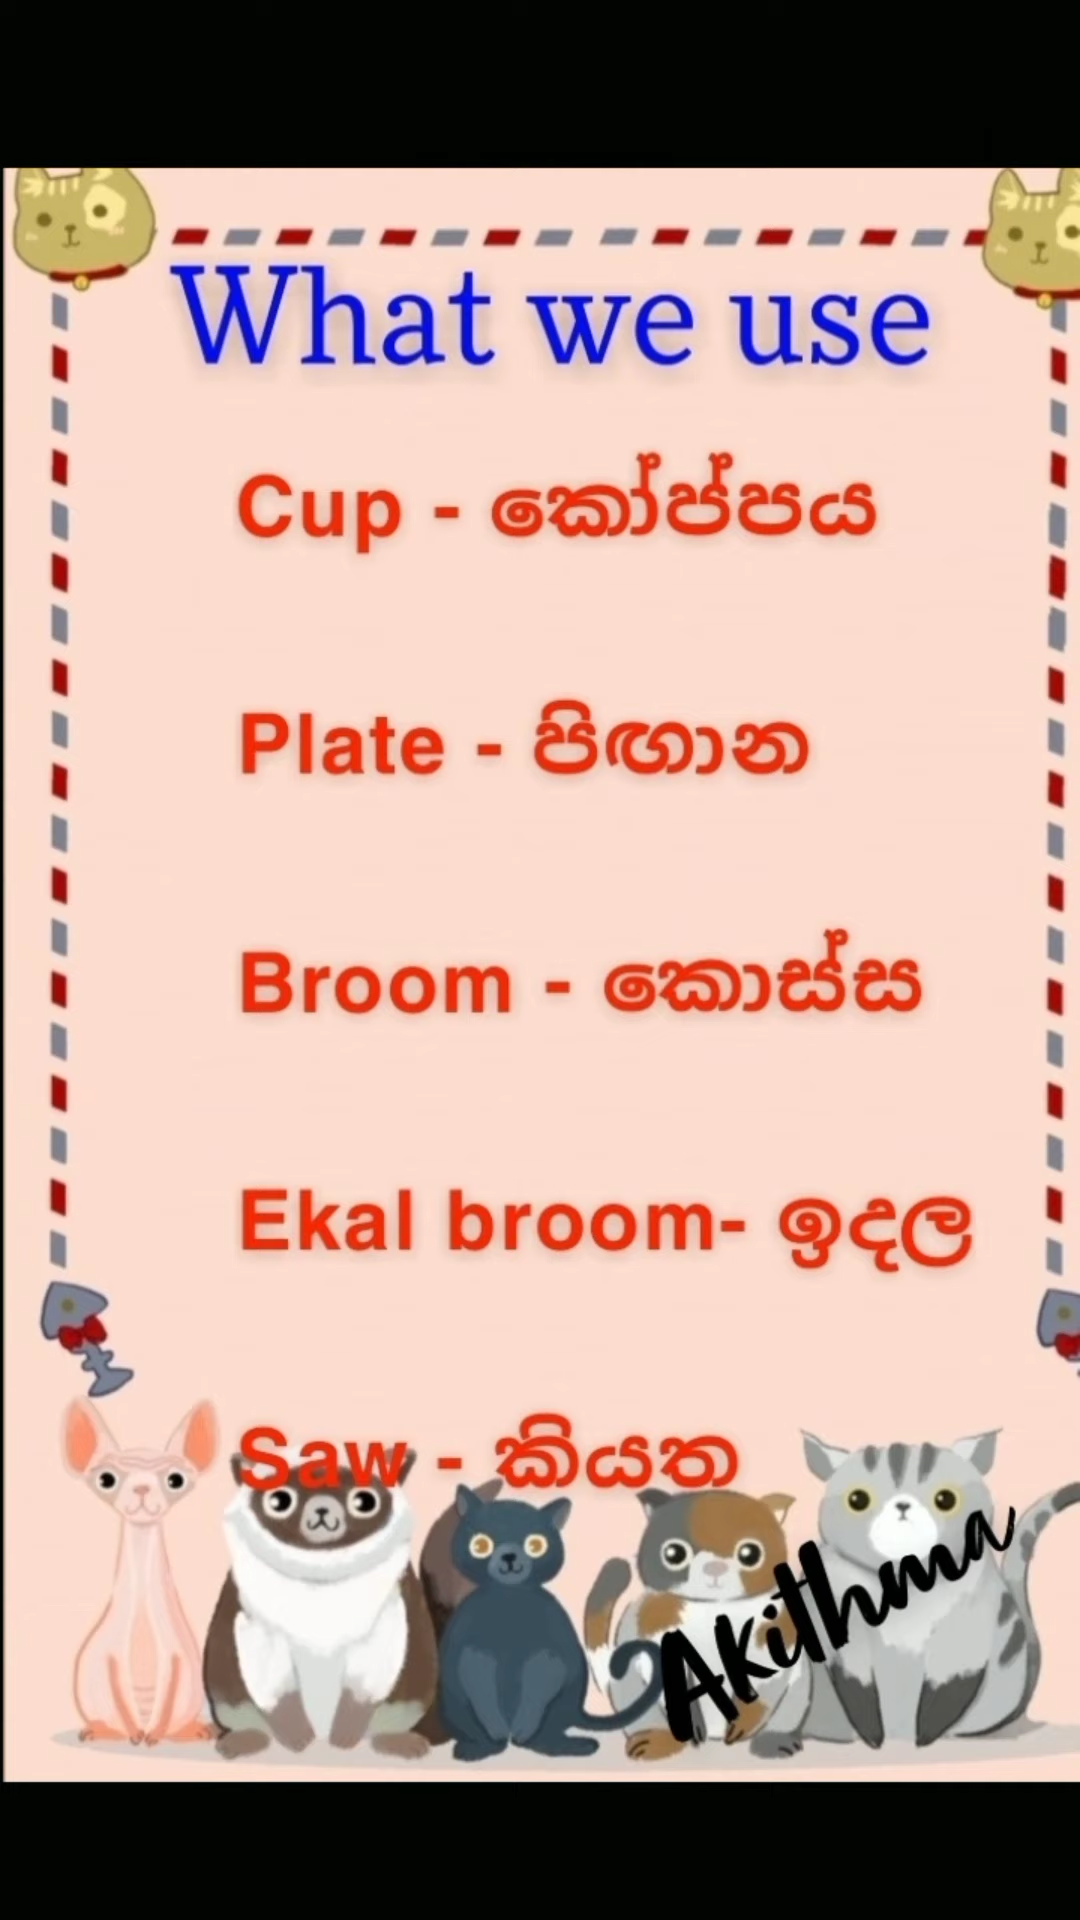 What we use
Cup - කෝප්පය
Plate - පිඟාන
Broom - කොස්ස
Ekal broom- ඉදල
Saw - කියත
Akithma